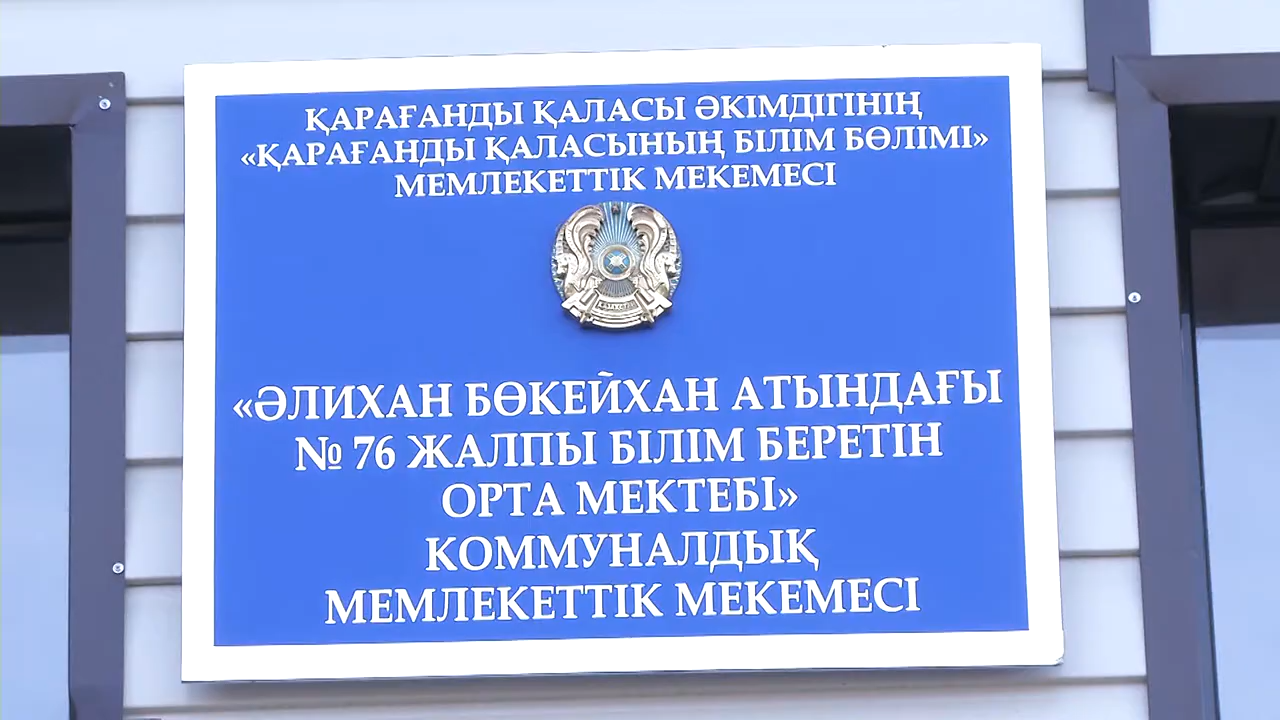 ҚАРАҒАНДЫ ҚАЛАСЫ ӘКІМДІГІНІҢ
«ҚАРАҒАНДЫ ҚАЛАСЫНЫҢ БІЛІМ БӨЛІМІ»
МЕМЛЕКЕТТІК МЕКЕМЕСІ
«ӘЛИХАН БӨКЕЙХАН АТЫНДАҒЫ
№ 76 ЖАЛПЫ БІЛІМ БЕРЕТІН
ОРТА МЕКТЕБІ»
КОММУНАЛДЫҚ
МЕМЛЕКЕТТІК МЕКЕМЕСІ